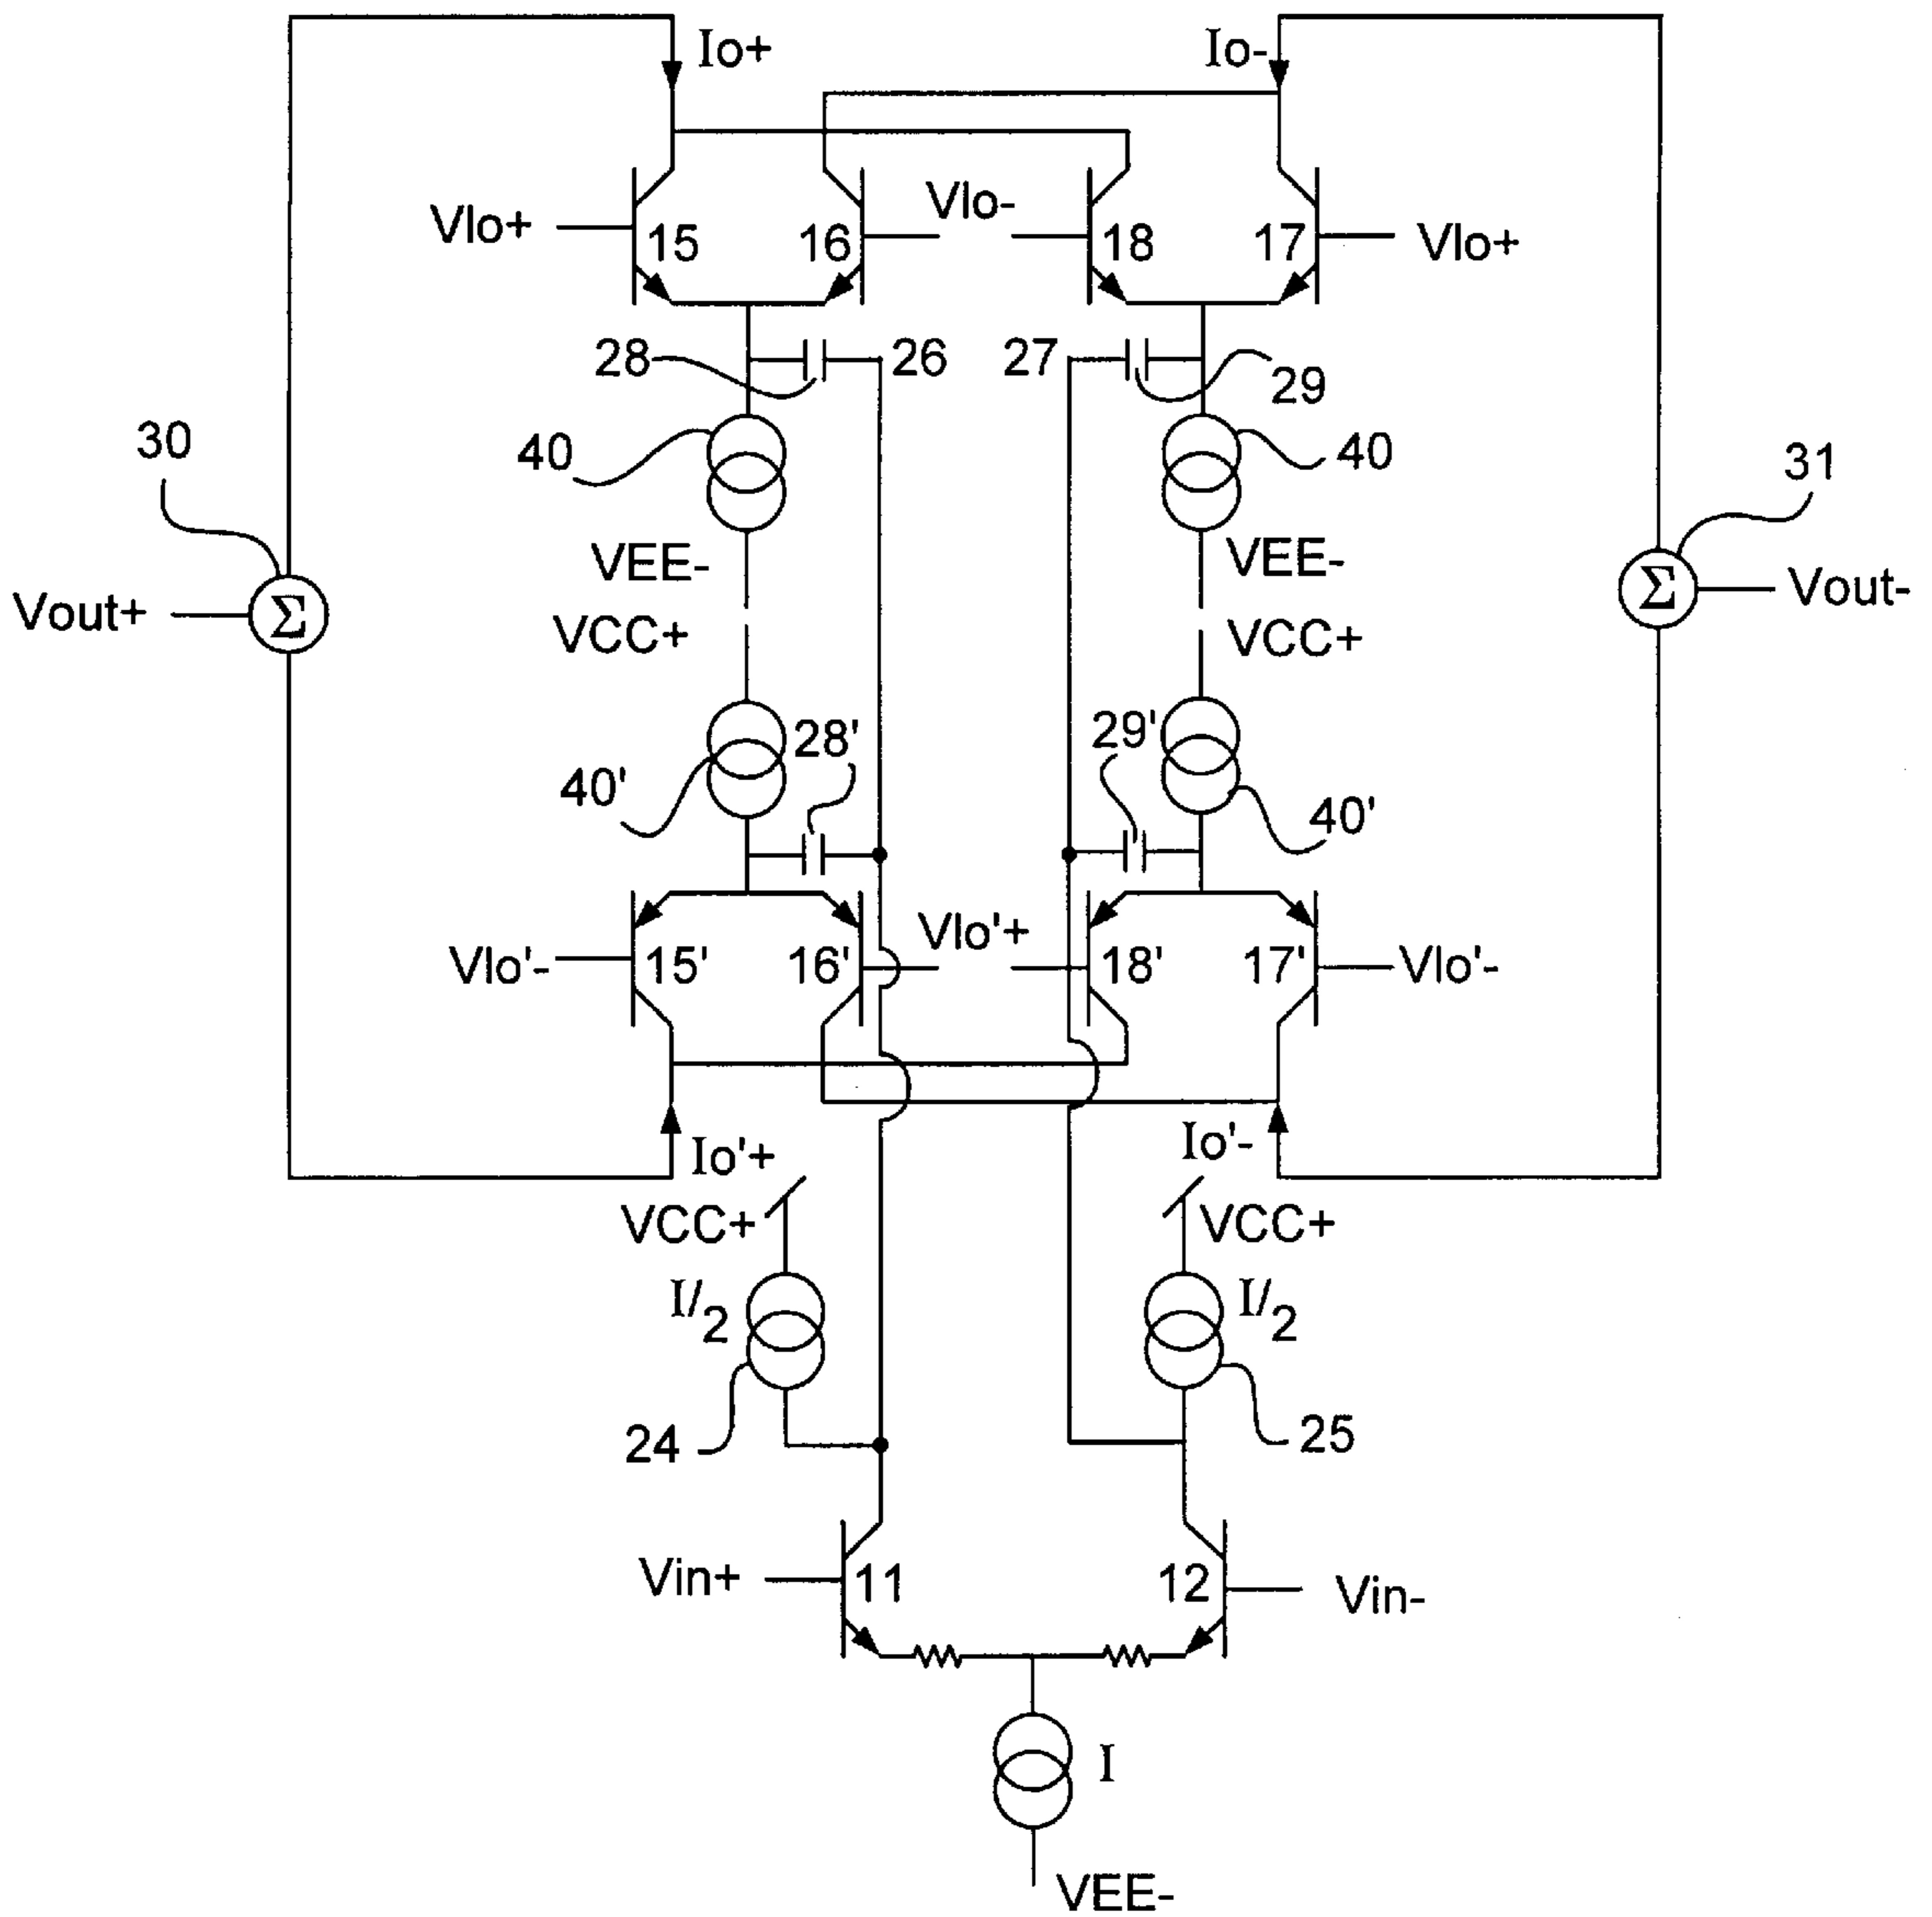 Io+ Io-
Vlo+ 15 16 Vlo- 18 17 Vlo+
28 26 27 29
30 40 40 31
VEE- VEE-
Vout+ Σ Σ Vout-
VCC+ VCC+
28' 29'
40' 40'
Vlo'- 15' 16' Vlo'+ 18' 17' Vlo'-
Io'+ Io'-
VCC+ VCC+
I/2 I/2
24 25
Vin+ 11 12 Vin-
I
VEE-